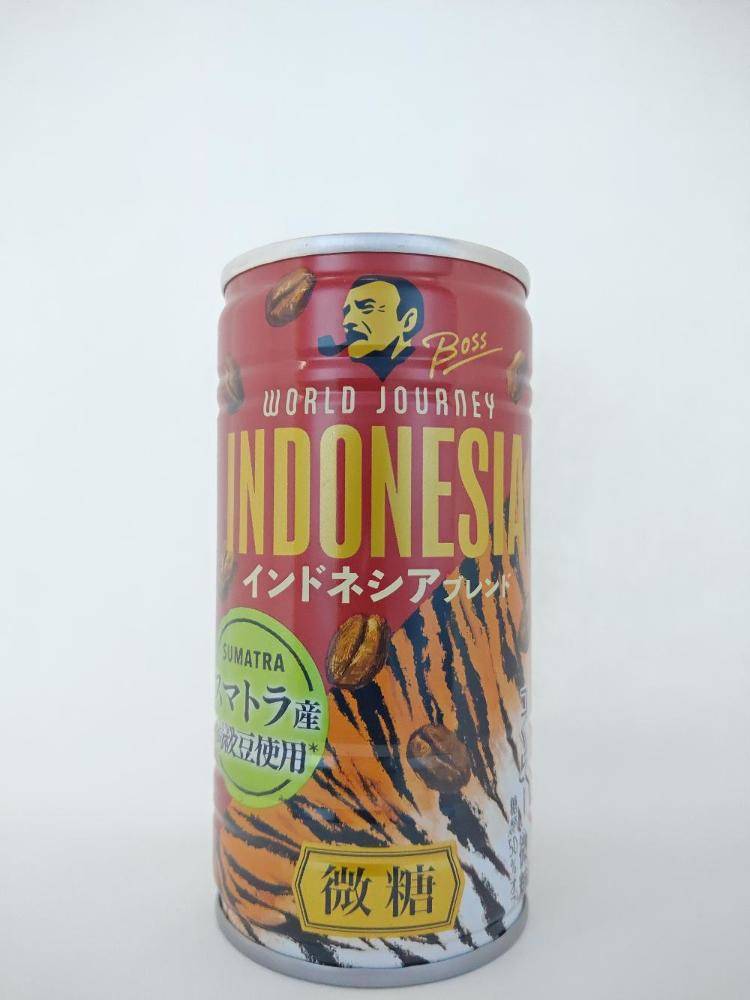 Boss
WORLD JOURNEY
INDONESIA
インドネシアブレンド
SUMATRA
スマトラ産
微豆使用*
微糖